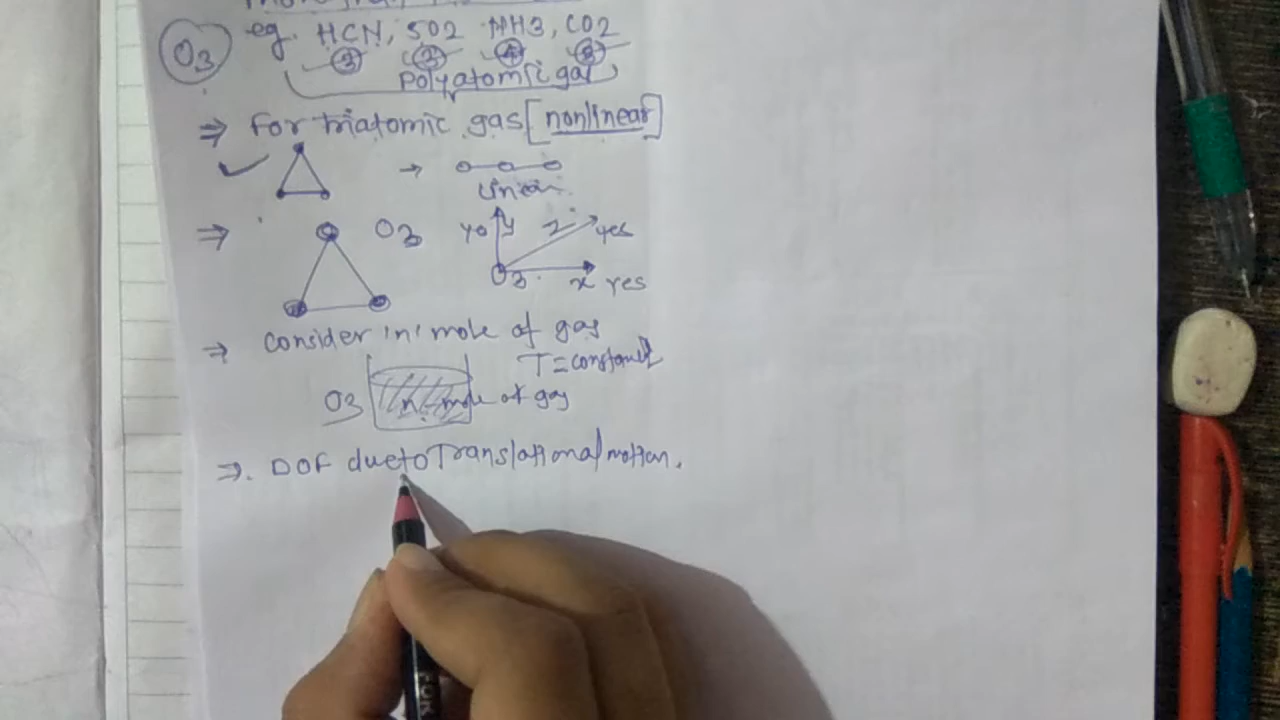 eg. HCN, SO2 NH3, CO2
O3 3 3 4 3
Polyatomic gas
⇒ For triatomic gas [nonlinear]
→ Linear
⇒ O3 yes y z yes
O3 x yes
⇒ Consider 'n' mole of gas
T = constant
O3 n-mole of gas
⇒. DOF due to Translational motion.